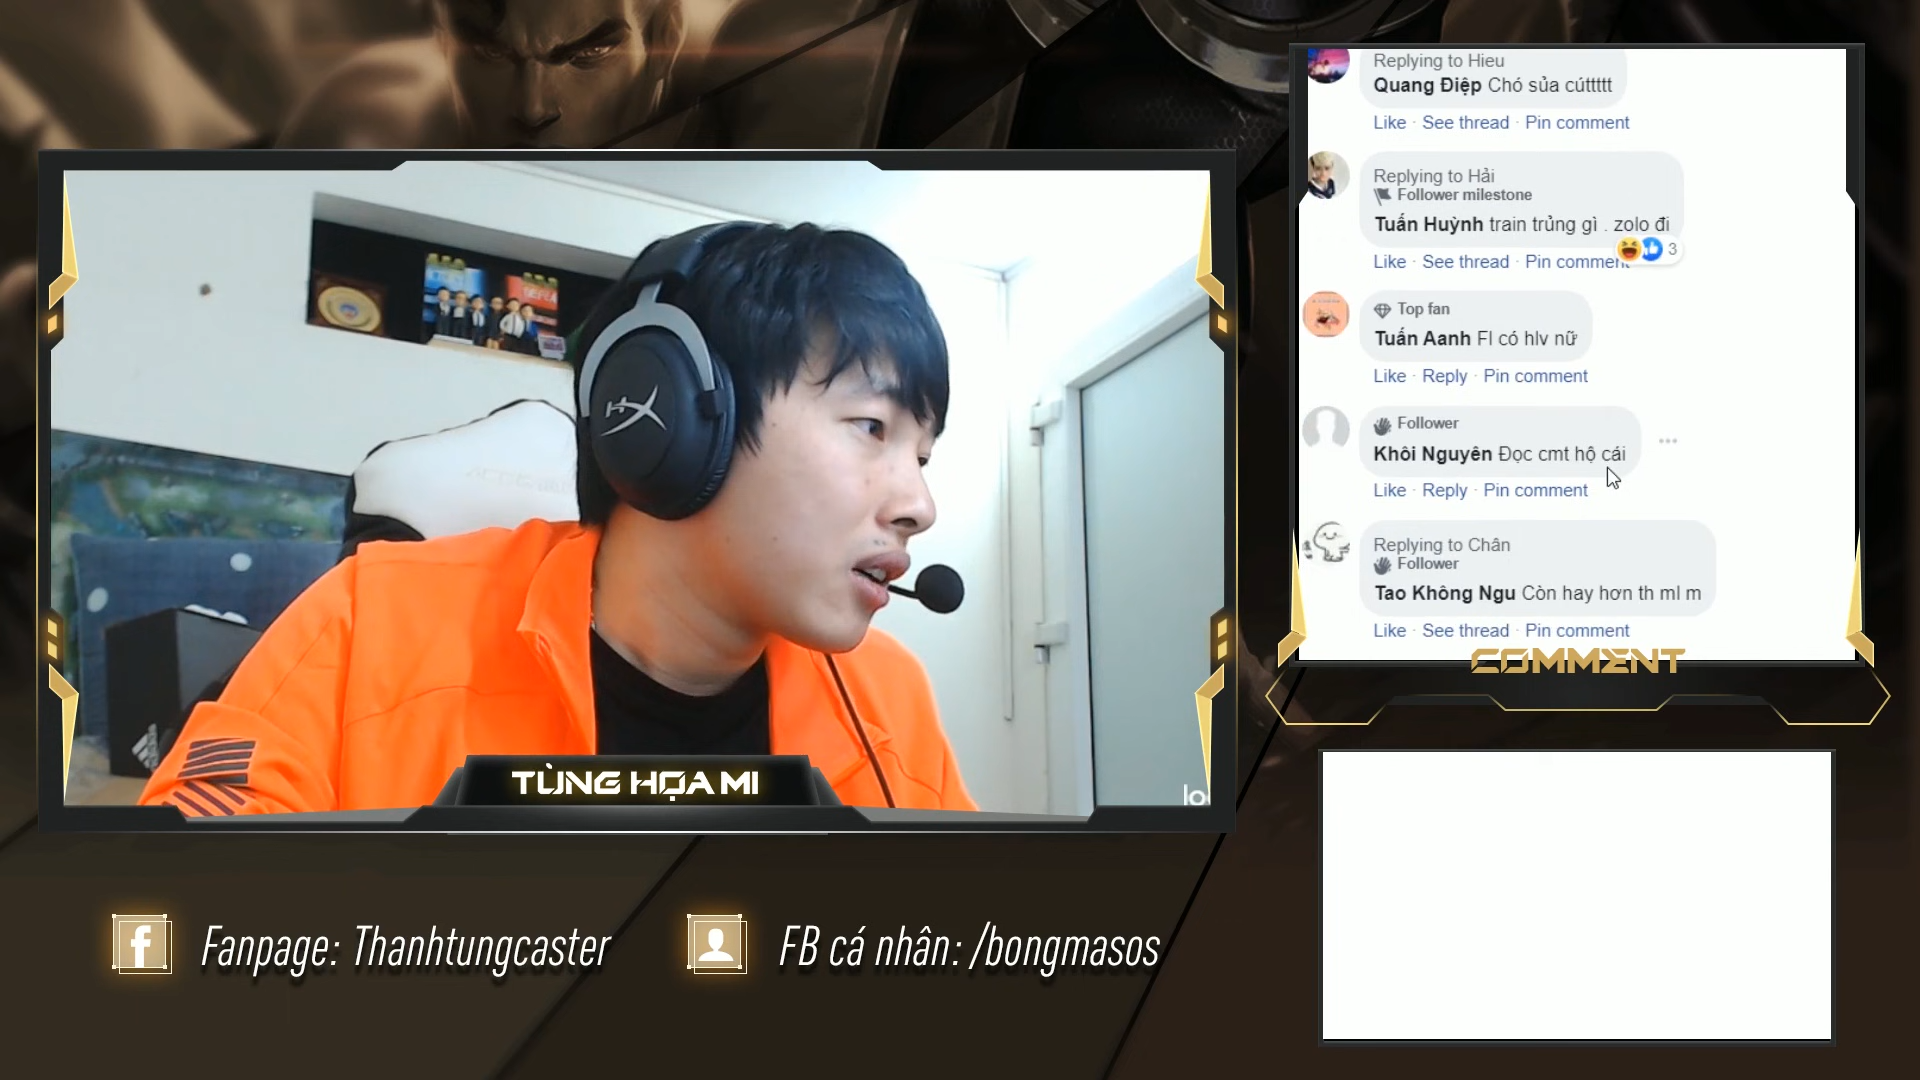 HX
TÙNG HỌA MI
lo
Fanpage: Thanhtungcaster
FB cá nhân: /bongmasos
Replying to Hieu
Quang Điệp Chó sủa cúttttt
Like · See thread · Pin comment
Replying to Hải
Follower milestone
Tuấn Huỳnh train trủng gì . zolo đi
3
Like · See thread · Pin comment
Top fan
Tuấn Aanh Fl có hlv nữ
Like · Reply · Pin comment
Follower
Khôi Nguyên Đọc cmt hộ cái
Like · Reply · Pin comment
Replying to Chân
Follower
Tao Không Ngu Còn hay hơn th ml m
Like · See thread · Pin comment
COMMENT